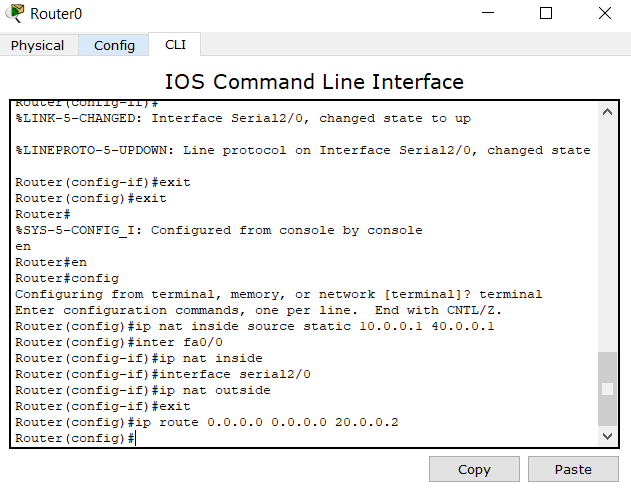 Router0
Physical Config CLI
IOS Command Line Interface
Router(config-if)#
%LINK-5-CHANGED: Interface Serial2/0, changed state to up
%LINEPROTO-5-UPDOWN: Line protocol on Interface Serial2/0, changed state
Router(config-if)#exit
Router(config)#exit
Router#
%SYS-5-CONFIG_I: Configured from console by console
en
Router#en
Router#config
Configuring from terminal, memory, or network [terminal]? terminal
Enter configuration commands, one per line.  End with CNTL/Z.
Router(config)#ip nat inside source static 10.0.0.1 40.0.0.1
Router(config)#inter fa0/0
Router(config-if)#ip nat inside
Router(config-if)#interface serial2/0
Router(config-if)#ip nat outside
Router(config-if)#exit
Router(config)#ip route 0.0.0.0 0.0.0.0 20.0.0.2
Router(config)#
Copy Paste